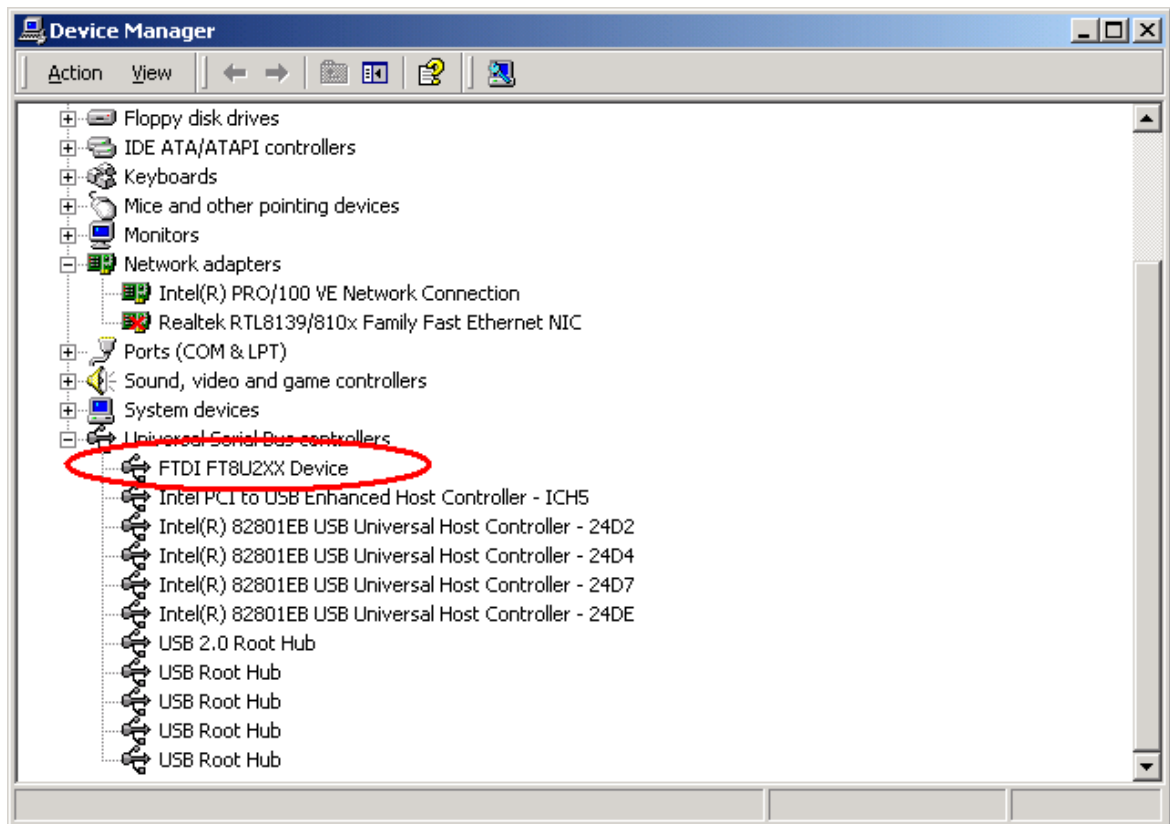 Device Manager
Action View
Floppy disk drives
IDE ATA/ATAPI controllers
Keyboards
Mice and other pointing devices
Monitors
Network adapters
Intel(R) PRO/100 VE Network Connection
Realtek RTL8139/810x Family Fast Ethernet NIC
Ports (COM & LPT)
Sound, video and game controllers
System devices
Universal Serial Bus controllers
FTDI FT8U2XX Device
Intel PCI to USB Enhanced Host Controller - ICH5
Intel(R) 82801EB USB Universal Host Controller - 24D2
Intel(R) 82801EB USB Universal Host Controller - 24D4
Intel(R) 82801EB USB Universal Host Controller - 24D7
Intel(R) 82801EB USB Universal Host Controller - 24DE
USB 2.0 Root Hub
USB Root Hub
USB Root Hub
USB Root Hub
USB Root Hub